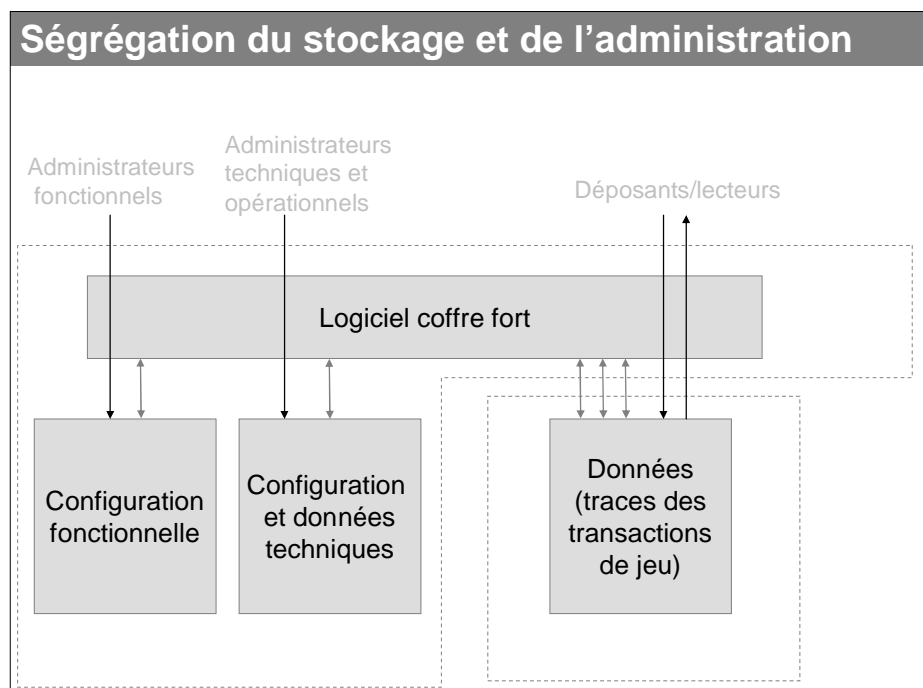 Ségrégation du stockage et de l’administration
Administrateurs
fonctionnels
Administrateurs
techniques et
opérationnels
Déposants/lecteurs
Logiciel coffre fort
Configuration
fonctionnelle
Configuration
et données
techniques
Données
(traces des
transactions
de jeu)